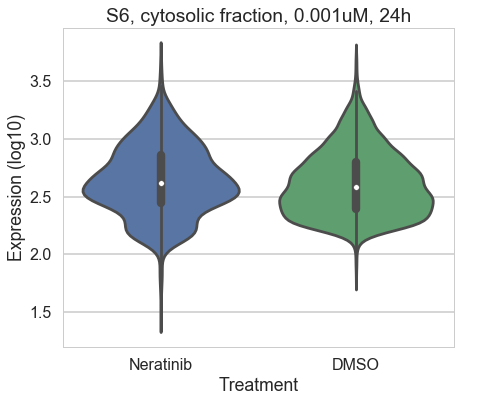 S6, cytosolic fraction, 0.001uM, 24h
Expression (log10)
3.5
3.0
2.5
2.0
1.5
Neratinib DMSO
Treatment